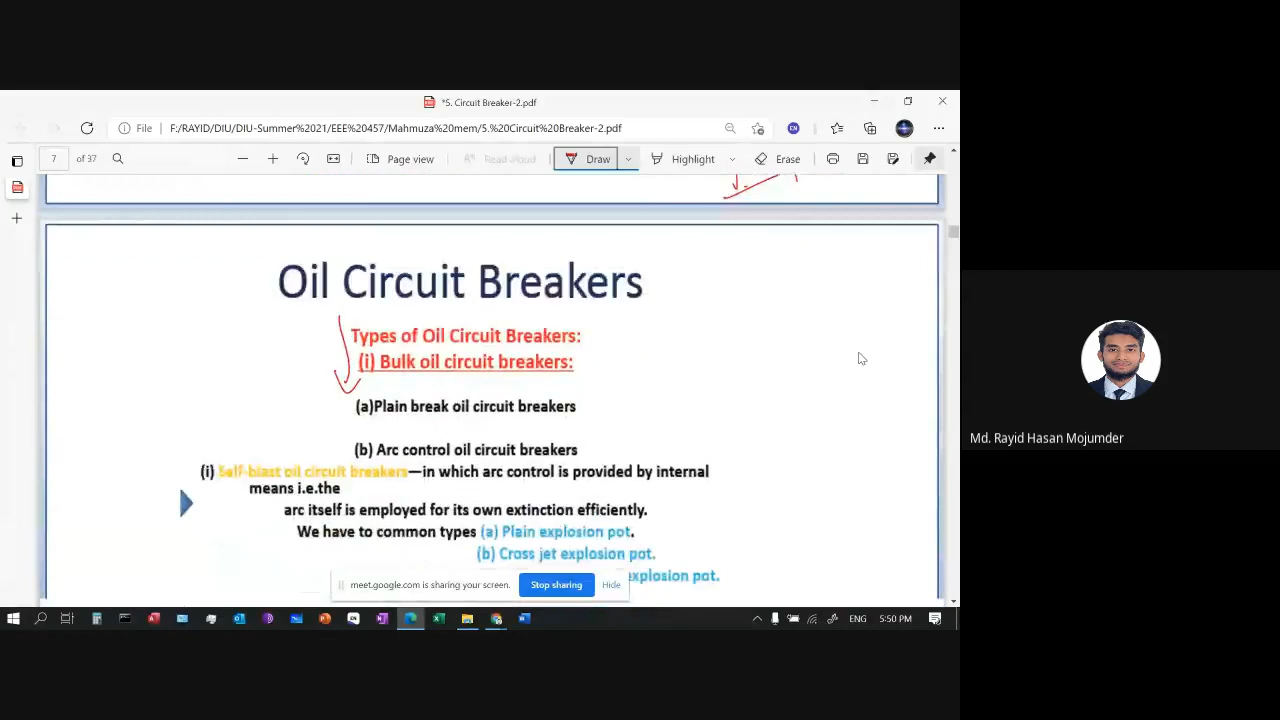 *5. Circuit Breaker-2.pdf
File F:/RAYID/DIU/DIU-Summer%2021/EEE%20457/Mahmuza%20mem/5.%20Circuit%20Breaker-2.pdf
CN
7 of 37
Page view
Read aloud
Draw
Highlight
Erase
Oil Circuit Breakers
Types of Oil Circuit Breakers:
(i) Bulk oil circuit breakers:
(a)Plain break oil circuit breakers
(b) Arc control oil circuit breakers
(i) Self-blast oil circuit breakers—in which arc control is provided by internal
means i.e.the
arc itself is employed for its own extinction efficiently.
We have to common types (a) Plain explosion pot.
(b) Cross jet explosion pot.
explosion pot.
meet.google.com is sharing your screen. Stop sharing Hide
ENG 5:50 PM
Md. Rayid Hasan Mojumder